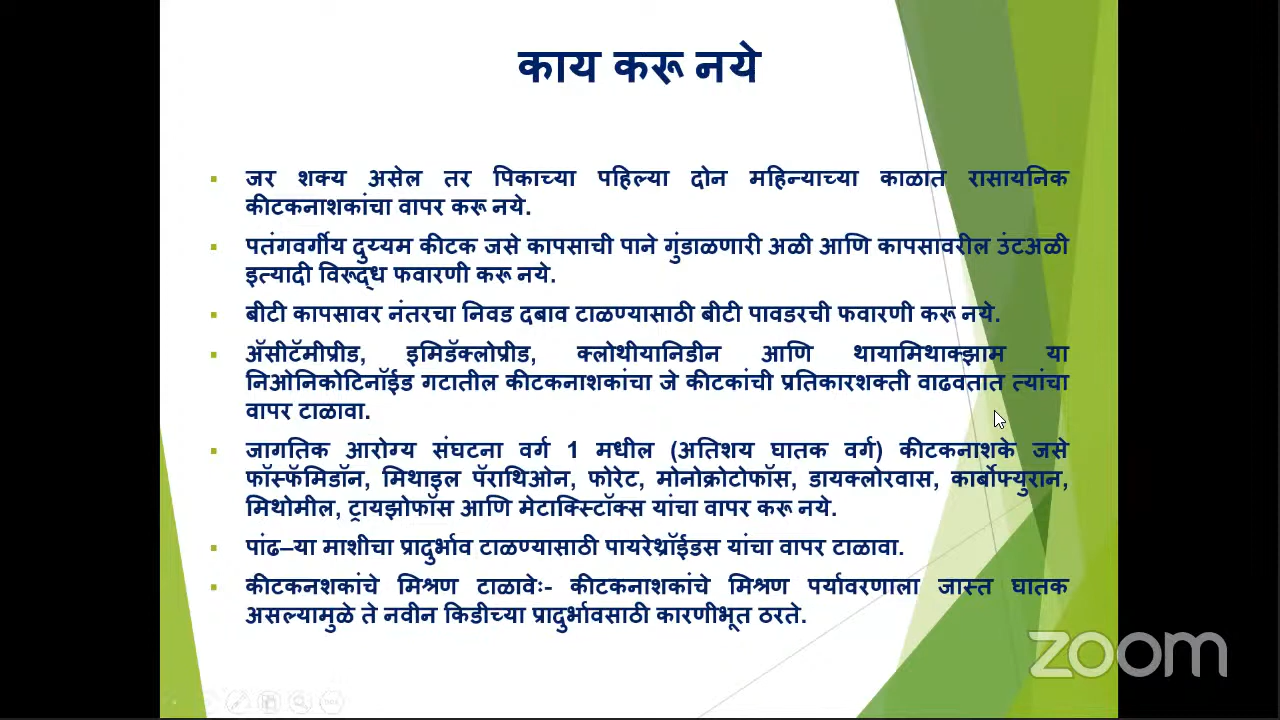 काय करू नये
जर शक्य असेल तर पिकाच्या पहिल्या दोन महिन्याच्या काळात रासायनिक
कीटकनाशकांचा वापर करू नये.
पतंगवर्गीय दुय्यम कीटक जसे कापसाची पाने गुंडाळणारी अळी आणि कापसावरील उंटअळी
इत्यादी विरूद्ध फवारणी करू नये.
बीटी कापसावर नंतरचा निवड दबाव टाळण्यासाठी बीटी पावडरची फवारणी करू नये.
ॲसीटॅमीप्रीड, इमिडॅक्लोप्रीड, क्लोथीयानिडीन आणि थायामिथाक्झाम या
निओनिकोटिनॉईड गटातील कीटकनाशकांचा जे कीटकांची प्रतिकारशक्ती वाढवतात त्यांचा
वापर टाळावा.
जागतिक आरोग्य संघटना वर्ग 1 मधील (अतिशय घातक वर्ग) कीटकनाशके जसे
फॉस्फॅमिडॉन, मिथाइल पॅराथिओन, फोरेट, मोनोक्रोटोफॉस, डायक्लोरवास, कार्बोफ्युरान,
मिथोमील, ट्रायझोफॉस आणि मेटाक्स्टिॉक्स यांचा वापर करू नये.
पांढ–या माशीचा प्रादुर्भाव टाळण्यासाठी पायरेथ्रॉईडस यांचा वापर टाळावा.
कीटकनशकांचे मिश्रण टाळावेः- कीटकनाशकांचे मिश्रण पर्यावरणाला जास्त घातक
असल्यामुळे ते नवीन किडीच्या प्रादुर्भावसाठी कारणीभूत ठरते.
zoom